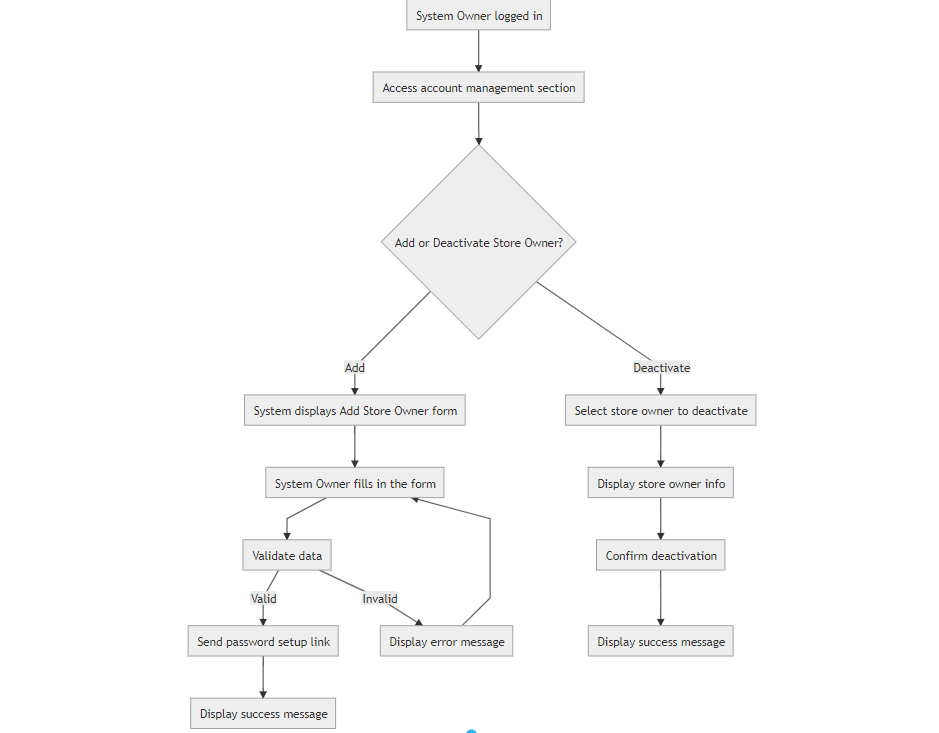 System Owner logged in
Access account management section
Add or Deactivate Store Owner?
Add
Deactivate
System displays Add Store Owner form
Select store owner to deactivate
System Owner fills in the form
Display store owner info
Validate data
Confirm deactivation
Valid
Invalid
Send password setup link
Display error message
Display success message
Display success message